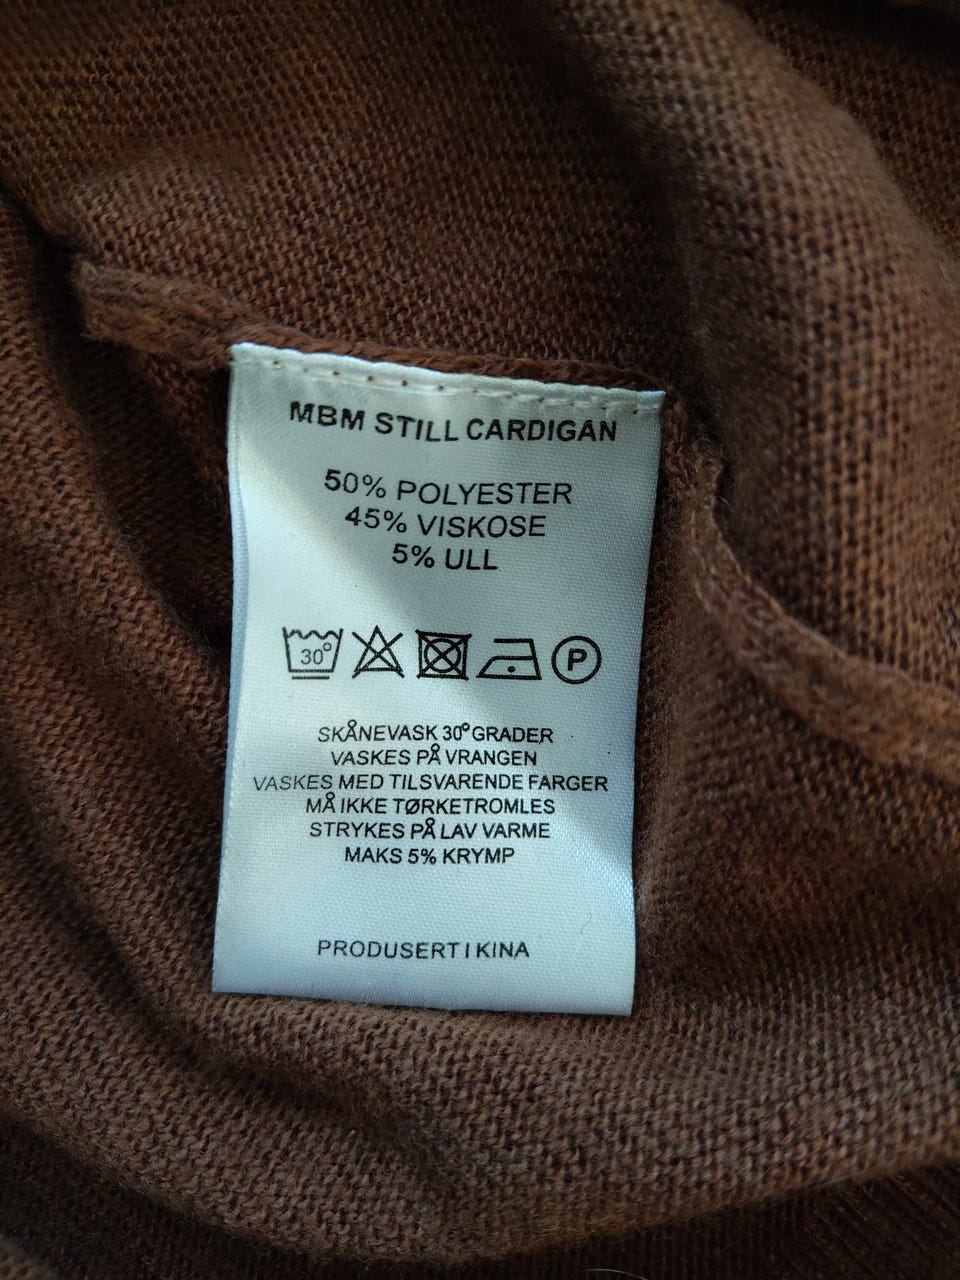 MBM STILL CARDIGAN
50% POLYESTER
45% VISKOSE
5% ULL
30° P
SKÅNEVASK 30° GRADER
VASKES PÅ VRANGEN
VASKES MED TILSVARENDE FARGER
MÅ IKKE TØRKETROMLES
STRYKES PÅ LAV VARME
MAKS 5% KRYMP
PRODUSERT I KINA